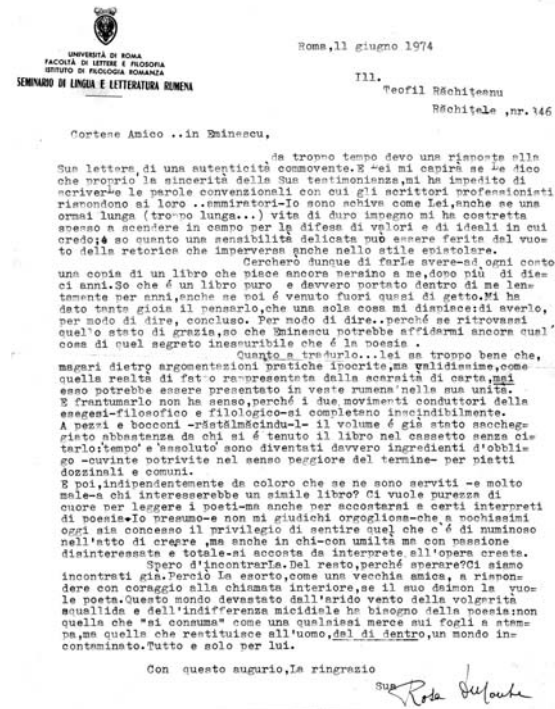 UNIVERSITÀ DI ROMA
FACOLTÀ DI LETTERE E FILOSOFIA
ISTITUTO DI FILOLOGIA ROMANZA
SEMINARIO DI LINGUA E LETTERATURA RUMENA
Roma,11 giugno 1974
Ill.
Teofil Răchiţeanu
Răchiţele ,nr.346
Cortese Amico ..in Eminescu,
da troppo tempo devo una risposta alla
Sua lettera, di una autenticità commovente. E Lei mi capirà se Le dico
che proprio la sincerità della Sua testimonianza,mi ha impedito di
scriverLe le parole convenzionali con cui gli scrittori professionisti
rispondono ai loro ..ammiratori-Io sono schiva come Lei,anche se una
ormai lunga (troppo lunga...) vita di duro impegno mi ha costretta
spesso a scendere in campo per la difesa di valori e di ideali in cui
credo; so quanto una sensibilità delicata può essere ferita dal vuo=
to della retorica che imperversa anche nello stile epistolare.
Cercherò dunque di farLe avere-ad ogni costo
una copia di un libro che piace ancora persino a me,dopo più di die=
ci anni.So che é un libro puro e davvero portato dentro di me len=
tamente per anni,anche se poi é venuto fuori quasi di getto.Mi ha
dato tanta gioia il pensarlo,che una sola cosa mi dispiace:di averlo,
per modo di dire, concluso. Per modo di dire..perché se ritrovassi
quello stato di grazia,so che Eminescu potrebbe affidarmi ancora qual'
cosa di quel segreto inesauribile che é la poesia .
Quanto a tradurlo...lei sa troppo bene che,
magari dietro argomentazioni pratiche ipocrite,ma validissime,come
quella realtà di fatto rappresentata dalla scarsità di carta,mai
esso potrebbe essere presentato in veste rumena nella sua unità.
E frantumarlo non ha senso,perché i due movimenti conduttori della
esegesi-filosofico e filologico-si completano inscindibilmente.
A pezzi e bocconi -răstălmăcindu-l- il volume é già stato saccheg=
giato abbastanza da chi si é tenuto il libro nel cassetto senza ci=
tarlo:'tempo' e 'assoluto' sono diventati davvero ingredienti d'obbli=
go -cuvinte potrivite nel senso peggiore del termine- per piatti
dozzinali e comuni.
E poi,indipendentemente da coloro che se ne sono serviti -e molto
male-a chi interesserebbe un simile libro? Ci vuole purezza di
cuore per leggere i poeti-ma anche per accostarsi a certi interpreti
di poesia.Io presumo-e non mi giudichi orgogliosa-che a pochissimi
oggi sia concesso il privilegio di sentire quel che c'é di numinoso
nell'atto di creare ,ma anche in chi-con umiltà ma con passione
disinteressata e totale-si accosta da interprete all'opera creata.
Spero d'incontrarLa.Del resto,perché sperare?Ci siamo
incontrati già.Perciò La esorto,come una vecchia amica, a rispon=
dere con coraggio alla chiamata interiore,se il suo daimon la vuo=
le poeta.Questo mondo devastato dall'arido vento della volgarità
squallida e dell'indifferenza micidiale ha bisogno della poesia:non
quella che "si consuma" come una qualsiasi merce sui fogli a stam=
pa,ma quella che restituisce all'uomo,dal di dentro,un mondo in=
contaminato.Tutto e solo per lui.
Con questo augurio,La ringrazio
Sua
Rosa